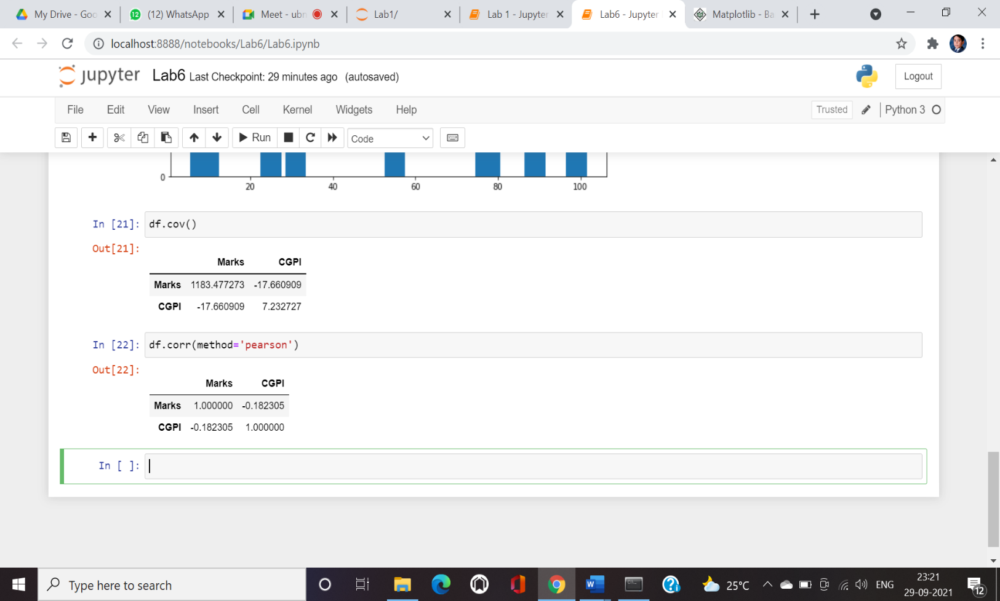 My Drive - Goo
(12) WhatsApp
Meet - ubn
Lab1/
Lab 1 - Jupyter
Lab6 - Jupyter
Matplotlib - Ba
localhost:8888/notebooks/Lab6/Lab6.ipynb
jupyter Lab6 Last Checkpoint: 29 minutes ago (autosaved)
Logout
File Edit View Insert Cell Kernel Widgets Help
Trusted Python 3
Run Code
0
20 40 60 80 100
In [21]: df.cov()
Out[21]:
Marks CGPI
Marks 1183.477273 -17.660909
CGPI -17.660909 7.232727
In [22]: df.corr(method='pearson')
Out[22]:
Marks CGPI
Marks 1.000000 -0.182305
CGPI -0.182305 1.000000
In [ ]:
Type here to search
25°C
ENG
23:21
29-09-2021
12